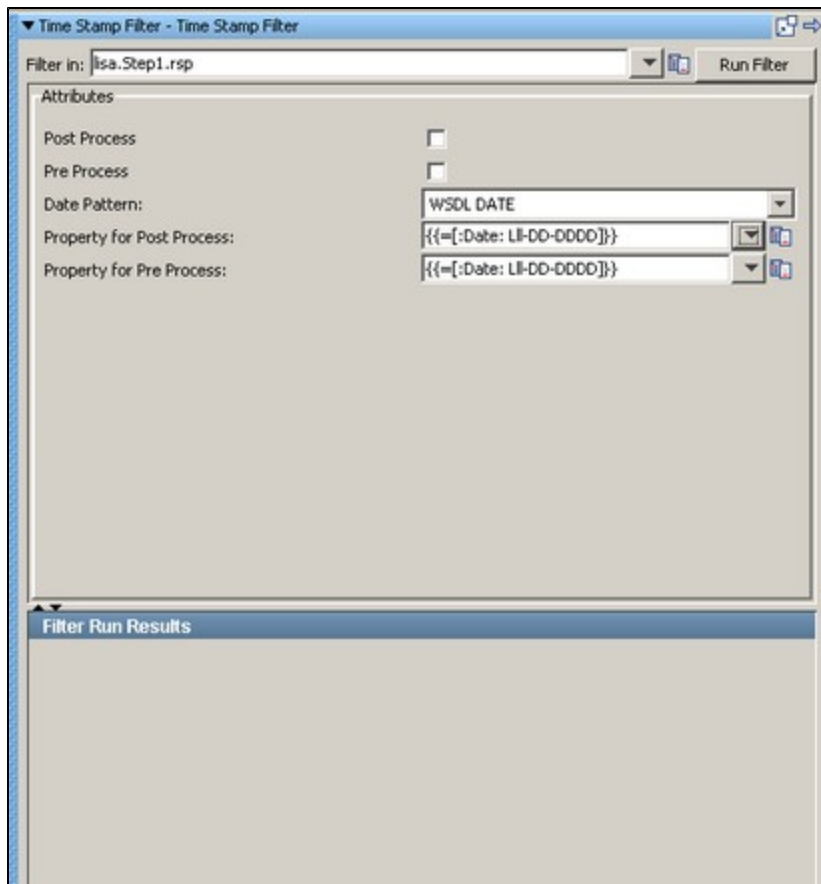 Time Stamp Filter - Time Stamp Filter
Filter in: lisa.Step1.rsp Run Filter
Attributes
Post Process
Pre Process
Date Pattern: WSDL DATE
Property for Post Process: {{=[:Date: Lll-DD-DDDD]}}
Property for Pre Process: {{=[:Date: Lll-DD-DDDD]}}
Filter Run Results